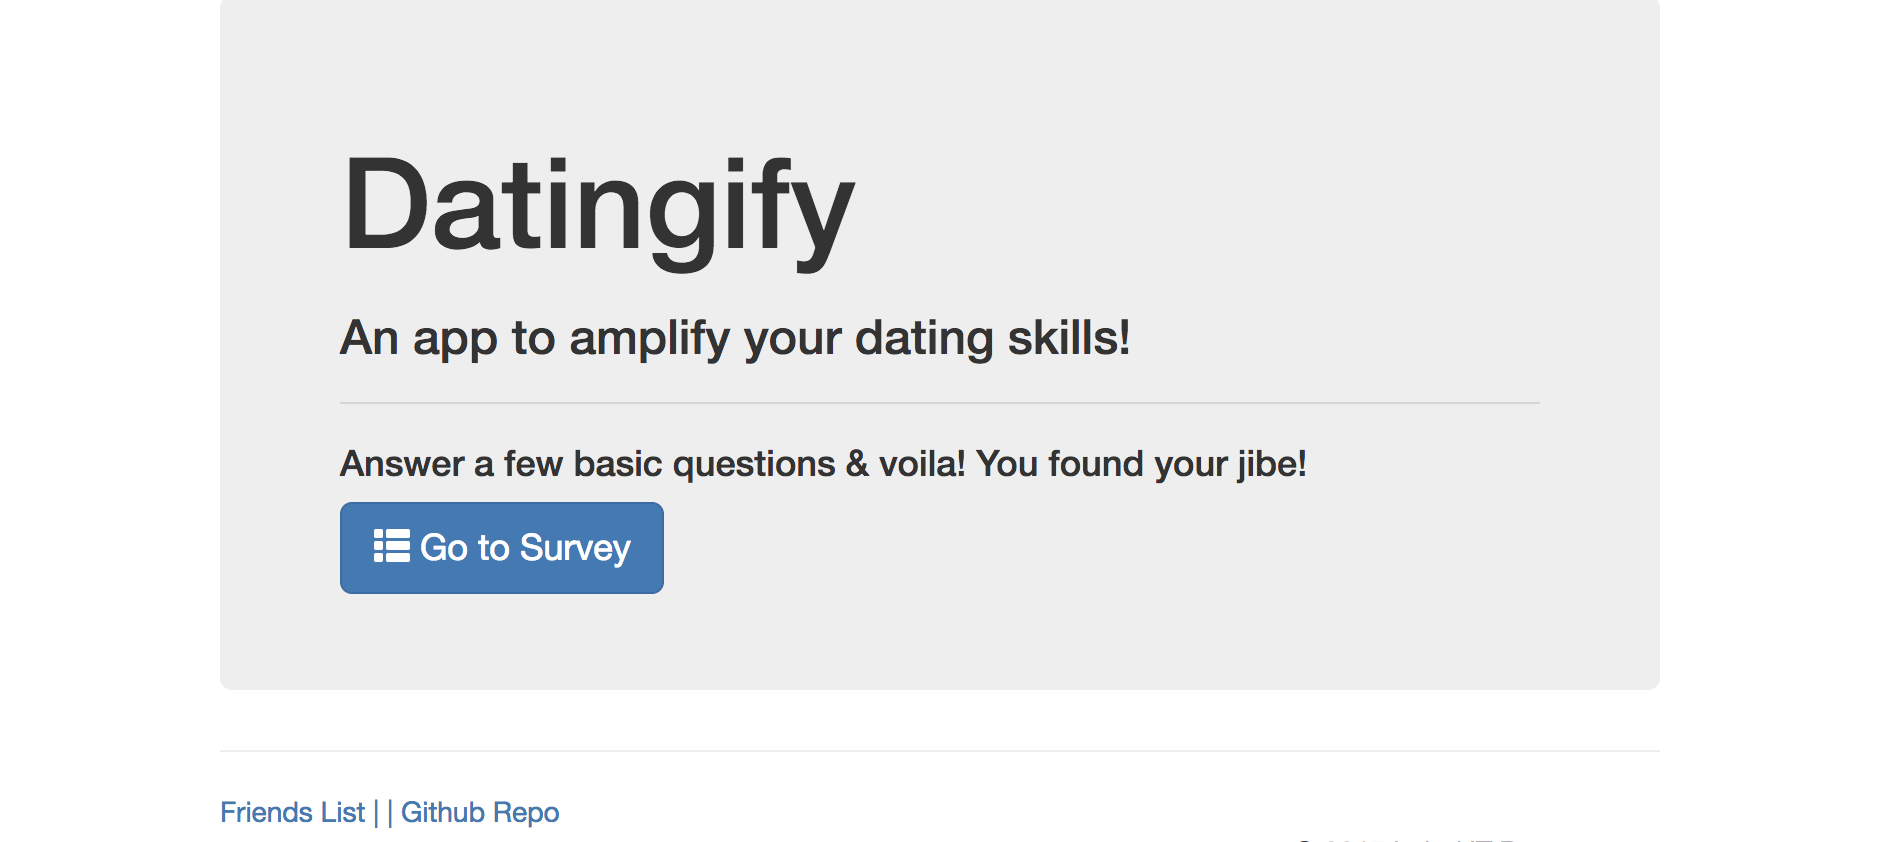 Datingify
An app to amplify your dating skills!
Answer a few basic questions & voila! You found your jibe!
Go to Survey
Friends List | | Github Repo